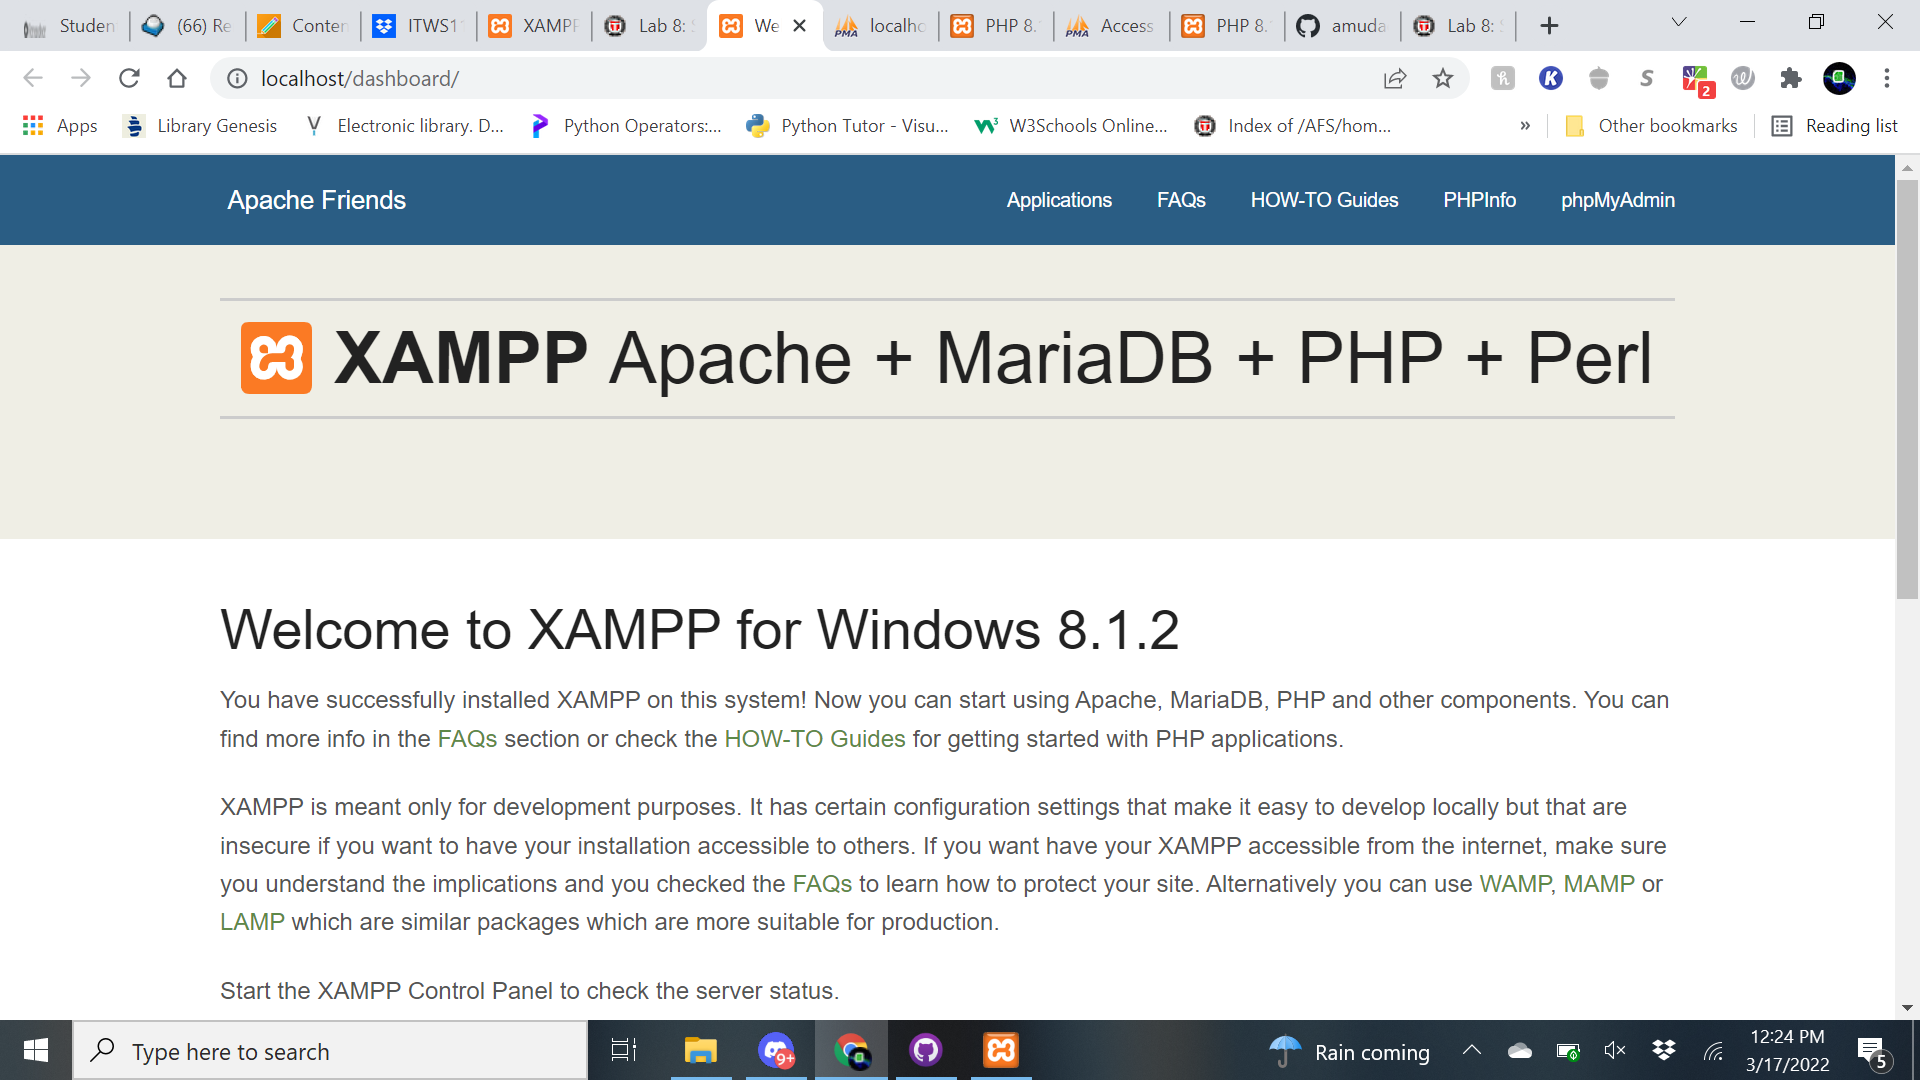 Studen
(66) Re
Conten
ITWS1
XAMPP
Lab 8: S
We
localho
PHP 8.
Access
PHP 8.
amuda
Lab 8: S
localhost/dashboard/
2
Apps
Library Genesis
Electronic library. D...
Python Operators:...
Python Tutor - Visu...
W3Schools Online...
Index of /AFS/hom...
»
Other bookmarks
Reading list
Apache Friends
Applications
FAQs
HOW-TO Guides
PHPInfo
phpMyAdmin
XAMPP Apache + MariaDB + PHP + Perl
Welcome to XAMPP for Windows 8.1.2
You have successfully installed XAMPP on this system! Now you can start using Apache, MariaDB, PHP and other components. You can
find more info in the FAQs section or check the HOW-TO Guides for getting started with PHP applications.
XAMPP is meant only for development purposes. It has certain configuration settings that make it easy to develop locally but that are
insecure if you want to have your installation accessible to others. If you want have your XAMPP accessible from the internet, make sure
you understand the implications and you checked the FAQs to learn how to protect your site. Alternatively you can use WAMP, MAMP or
LAMP which are similar packages which are more suitable for production.
Start the XAMPP Control Panel to check the server status.
Type here to search
9+
Rain coming
12:24 PM
3/17/2022
5